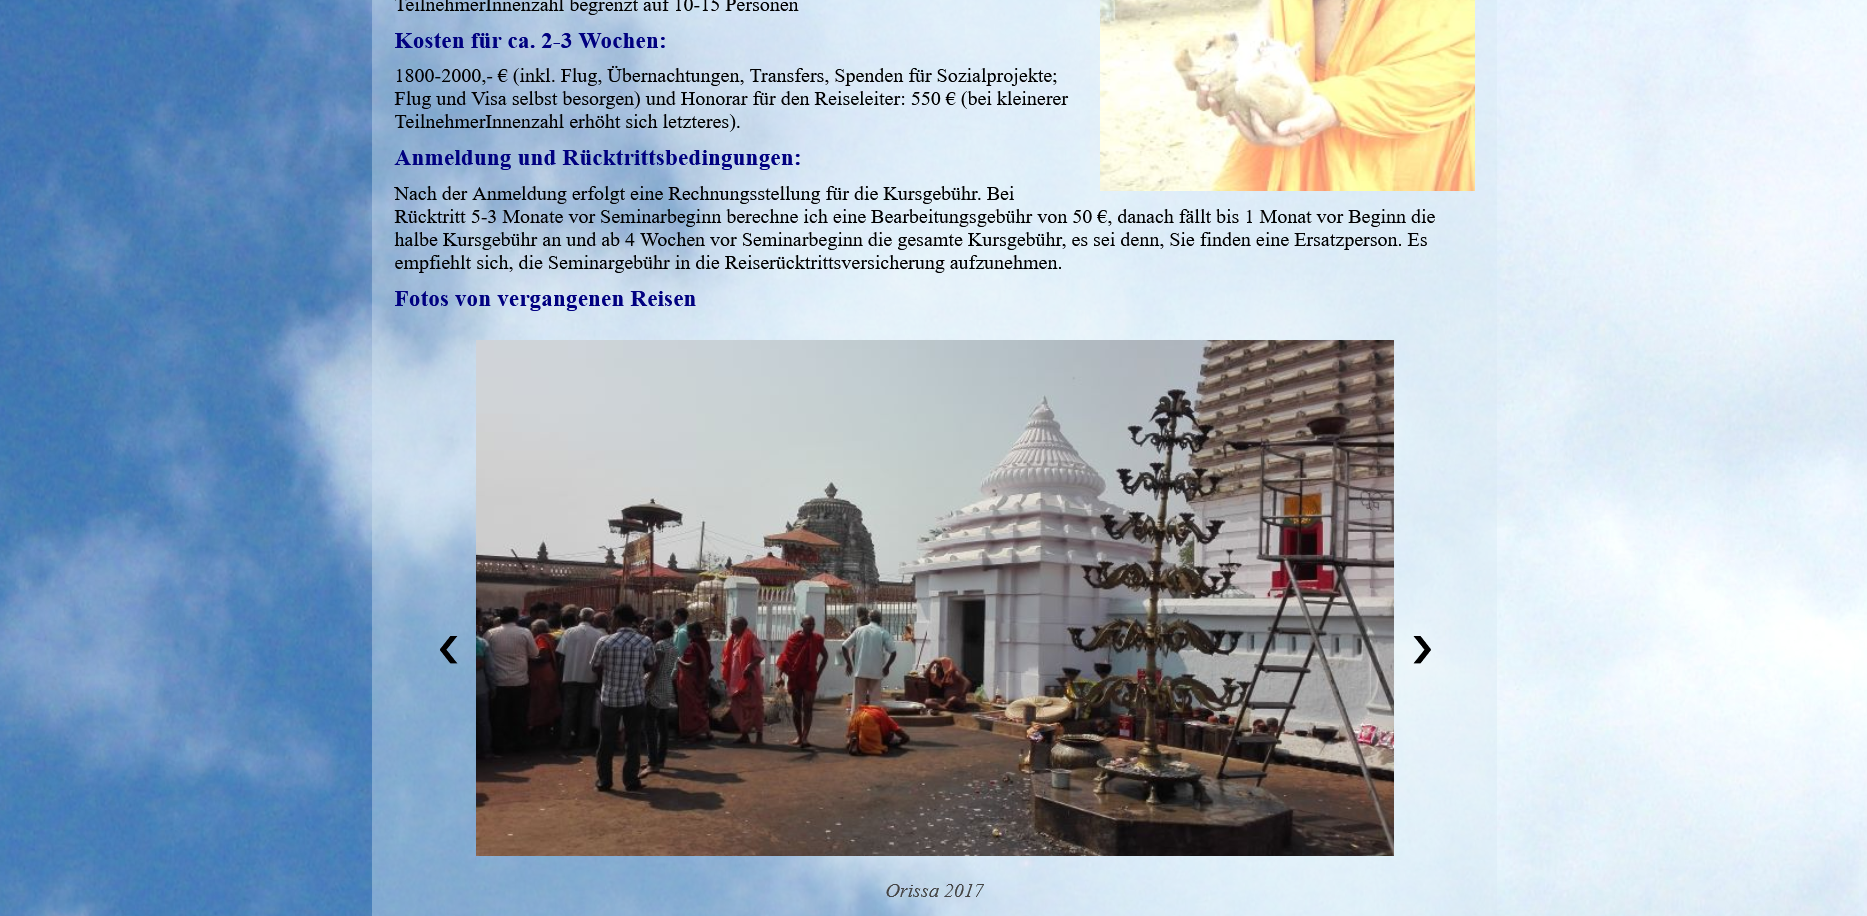 TeilnehmerInnenzahl begrenzt auf 10-15 Personen
Kosten für ca. 2-3 Wochen:
1800-2000,- € (inkl. Flug, Übernachtungen, Transfers, Spenden für Sozialprojekte;
Flug und Visa selbst besorgen) und Honorar für den Reiseleiter: 550 € (bei kleinerer
TeilnehmerInnenzahl erhöht sich letzteres).
Anmeldung und Rücktrittsbedingungen:
Nach der Anmeldung erfolgt eine Rechnungsstellung für die Kursgebühr. Bei
Rücktritt 5-3 Monate vor Seminarbeginn berechne ich eine Bearbeitungsgebühr von 50 €, danach fällt bis 1 Monat vor Beginn die
halbe Kursgebühr an und ab 4 Wochen vor Seminarbeginn die gesamte Kursgebühr, es sei denn, Sie finden eine Ersatzperson. Es
empfiehlt sich, die Seminargebühr in die Reiserücktrittsversicherung aufzunehmen.
Fotos von vergangenen Reisen
Orissa 2017